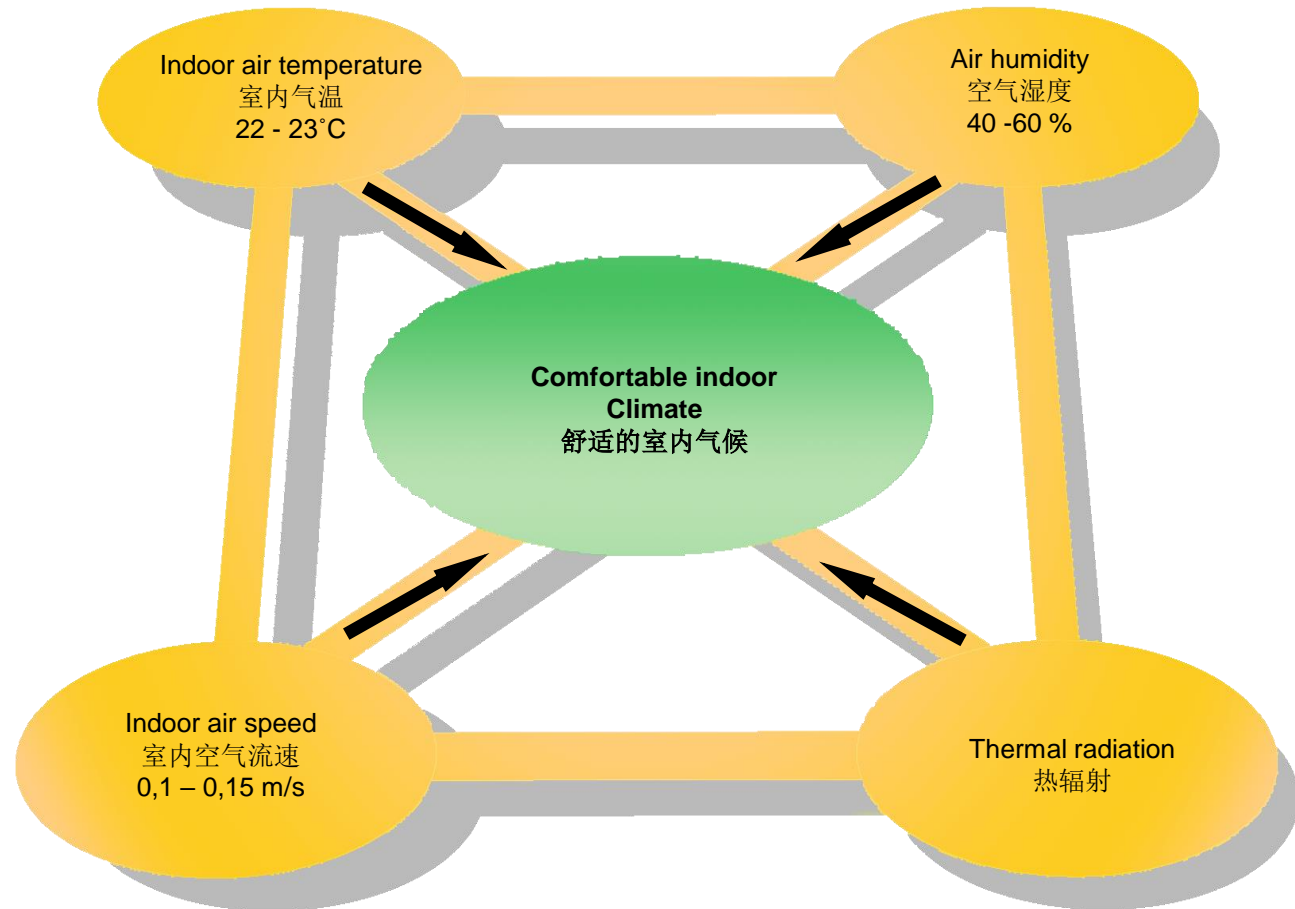 Indoor air temperature
室内气温
22 - 23˚C
Air humidity
空气湿度
40 -60 %
Comfortable indoor
Climate
舒适的室内气候
Indoor air speed
室内空气流速
0,1 – 0,15 m/s
Thermal radiation
热辐射